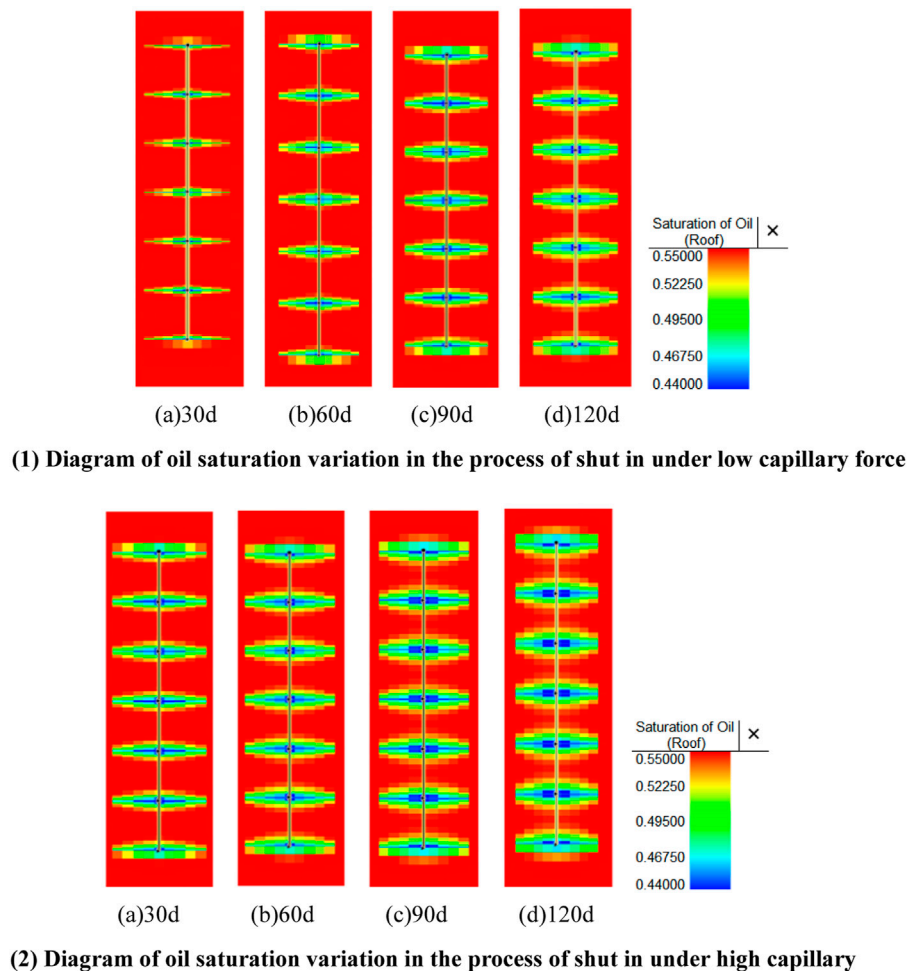 Saturation of Oil
(Roof)
×
0.55000
0.52250
0.49500
0.46750
0.44000
(a)30d
(b)60d
(c)90d
(d)120d
(1) Diagram of oil saturation variation in the process of shut in under low capillary force
Saturation of Oil
(Roof)
×
0.55000
0.52250
0.49500
0.46750
0.44000
(a)30d
(b)60d
(c)90d
(d)120d
(2) Diagram of oil saturation variation in the process of shut in under high capillary